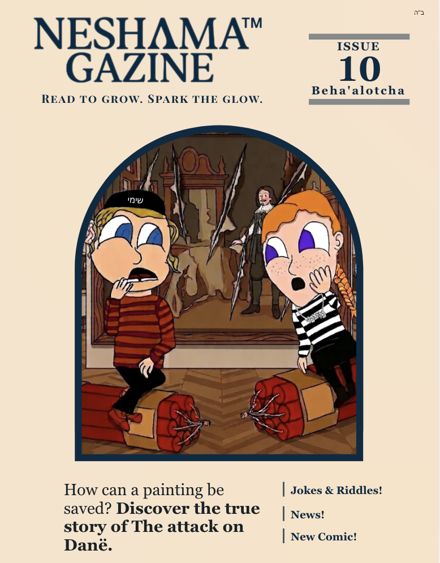 ב"ה
NESHAMA™
GAZINE
READ TO GROW. SPARK THE GLOW.
ISSUE
10
Beha'alotcha
שימי
How can a painting be
saved? Discover the true
story of The attack on
Danë.
Jokes & Riddles!
News!
New Comic!